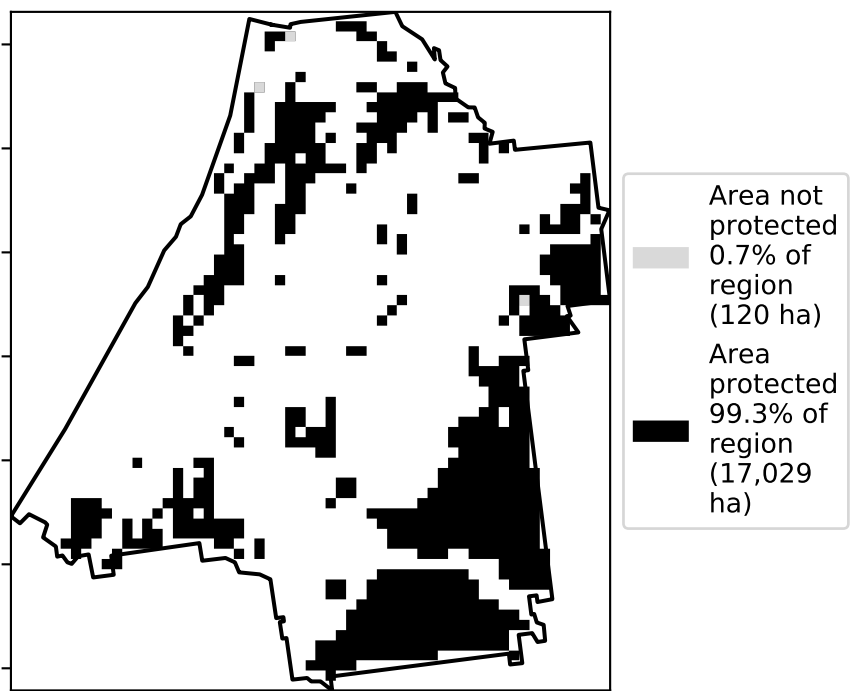 Area not
protected
0.7% of
region
(120 ha)
Area
protected
99.3% of
region
(17,029
ha)